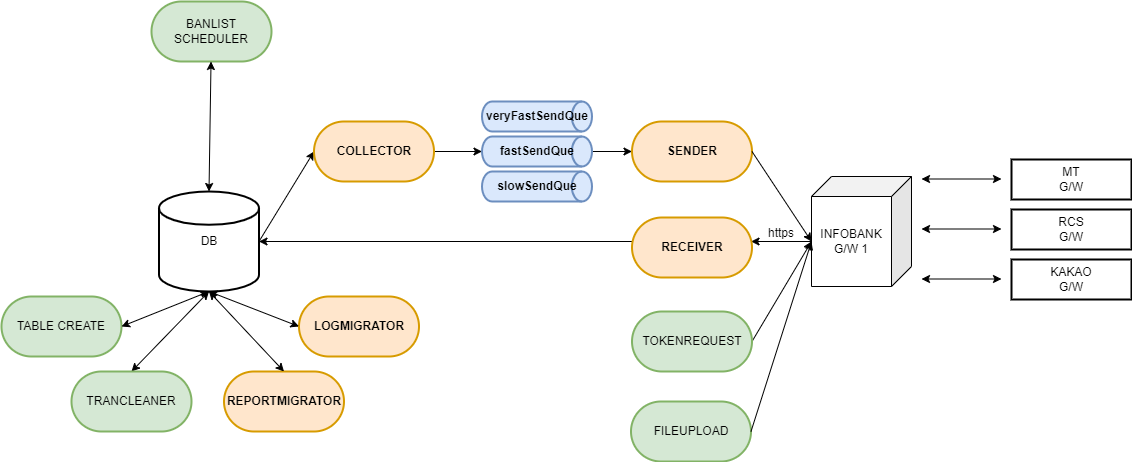 BANLIST
SCHEDULER
veryFastSendQue
COLLECTOR
fastSendQue
SENDER
slowSendQue
MT
G/W
RCS
G/W
KAKAO
G/W
DB
RECEIVER
https
INFOBANK
G/W 1
TABLE CREATE
LOGMIGRATOR
TOKENREQUEST
TRANCLEANER
REPORTMIGRATOR
FILEUPLOAD